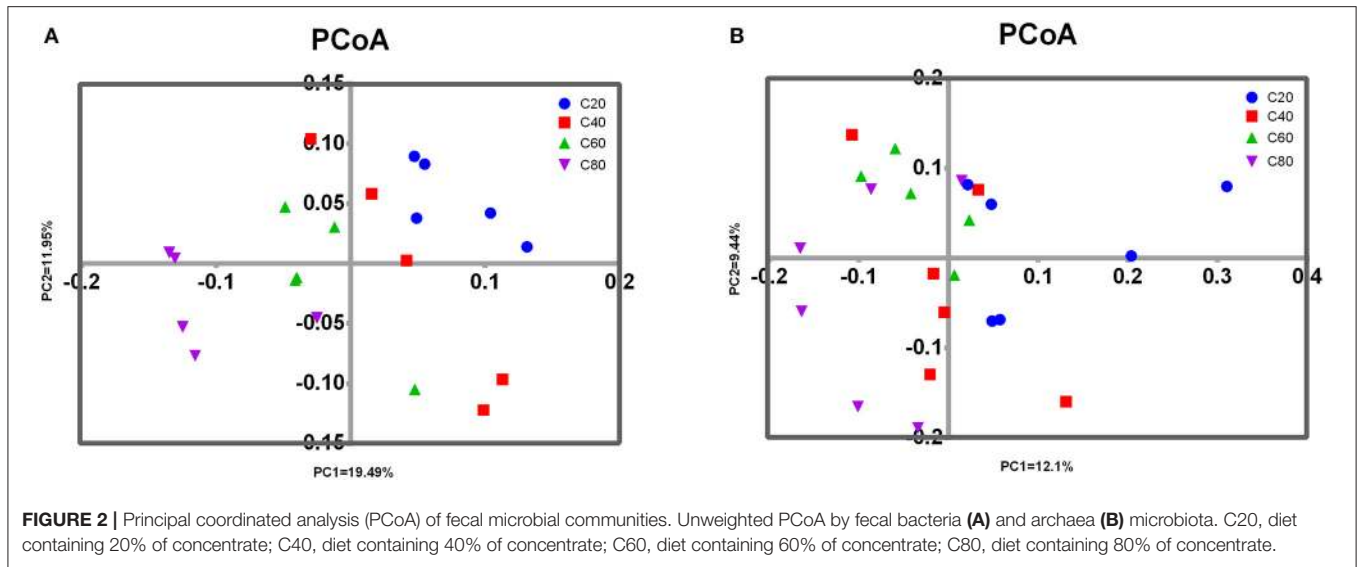 A
PCoA
0.15
0.10
0.05
-0.2
-0.1
0.1
0.2
-0.05
-0.10
0.15
C20
C40
C60
C80
PC2=11.95%
PC1=19.49%
B
PCoA
0.2
0.1
-0.2
-0.1
0.1
0.2
0.3
0.4
-0.1
-0.2
C20
C40
C60
C80
PC2=9.44%
PC1=12.1%
FIGURE 2 | Principal coordinated analysis (PCoA) of fecal microbial communities. Unweighted PCoA by fecal bacteria (A) and archaea (B) microbiota. C20, diet
containing 20% of concentrate; C40, diet containing 40% of concentrate; C60, diet containing 60% of concentrate; C80, diet containing 80% of concentrate.